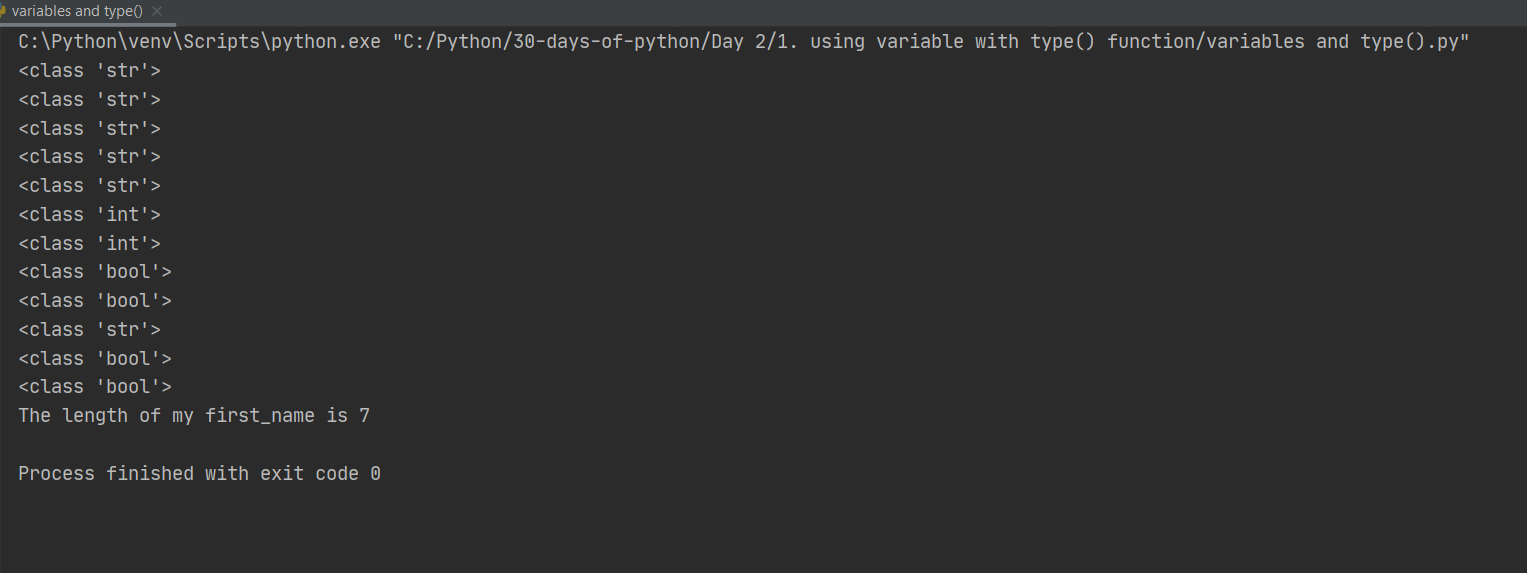 variables and type()
C:\Python\venv\Scripts\python.exe "C:/Python/30-days-of-python/Day 2/1. using variable with type() function/variables and type().py"
<class 'str'>
<class 'str'>
<class 'str'>
<class 'str'>
<class 'str'>
<class 'int'>
<class 'int'>
<class 'bool'>
<class 'bool'>
<class 'str'>
<class 'bool'>
<class 'bool'>
The length of my first_name is 7
Process finished with exit code 0